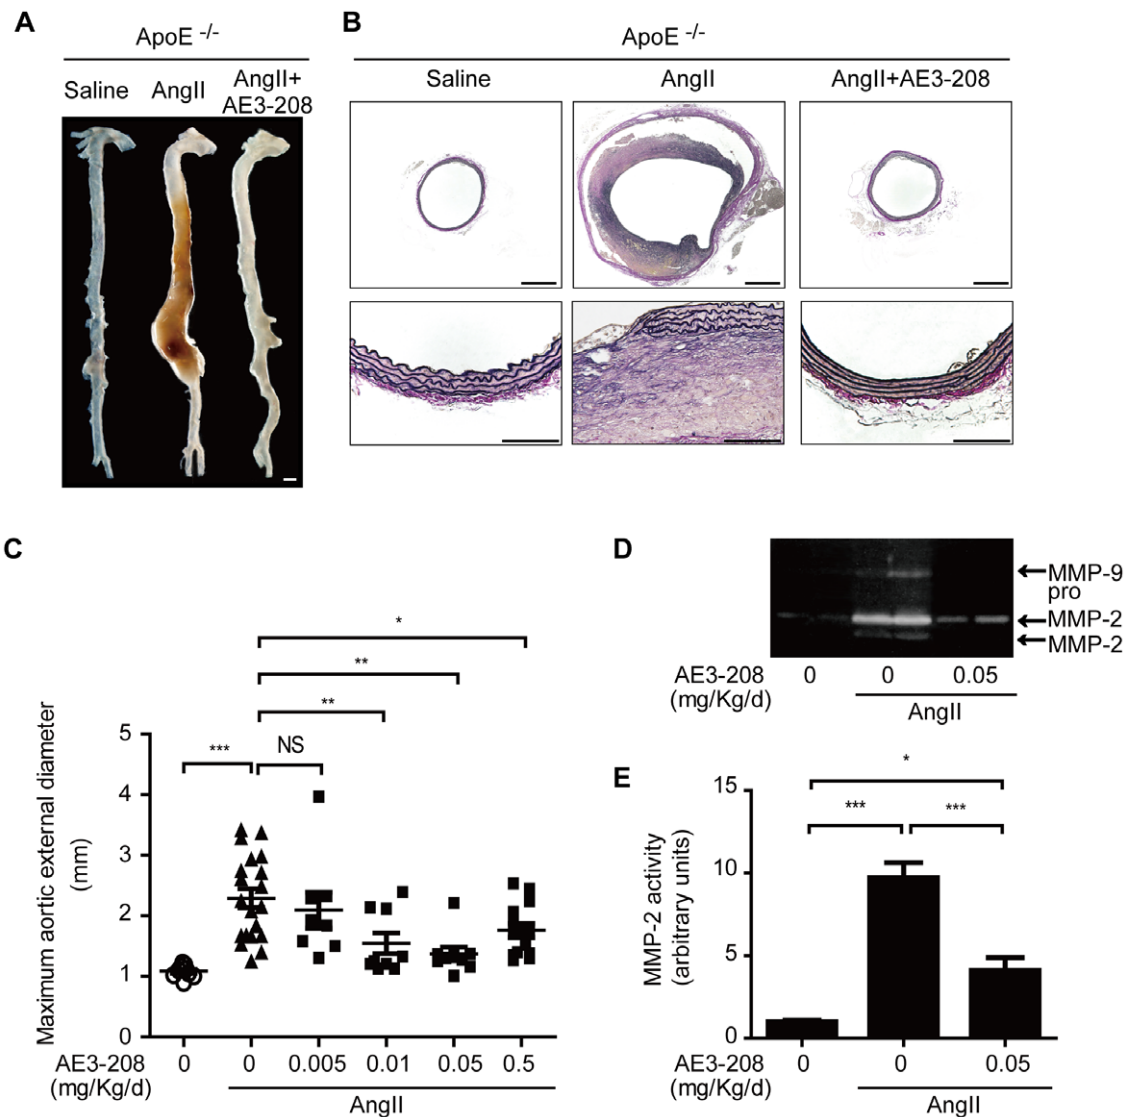 A
ApoE -/-
Saline AngII AngII+
AE3-208
B
ApoE -/-
Saline AngII AngII+AE3-208
C
Maximum aortic external diameter
(mm)
*
**
**
*** NS
5
4
3
2
1
0
AE3-208
(mg/Kg/d)
0 0 0.005 0.01 0.05 0.5
AngII
D
MMP-9
pro
MMP-2
MMP-2
AE3-208
(mg/Kg/d)
0 0 0.05
AngII
E
MMP-2 activity
(arbitrary units)
*
*** ***
15
10
5
0
AE3-208
(mg/Kg/d)
0 0 0.05
AngII